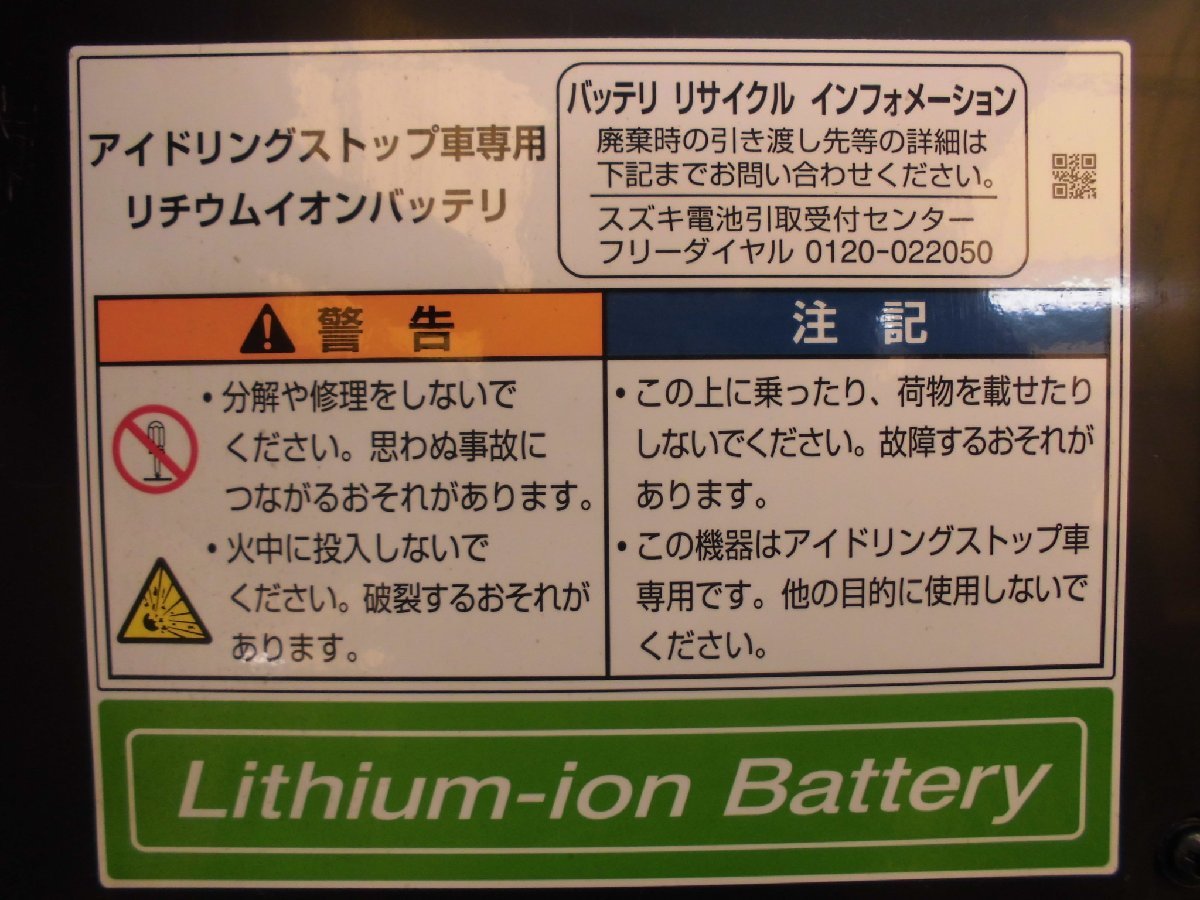 アイドリングストップ車専用
リチウムイオンバッテリ
バッテリ リサイクル インフォメーション
廃棄時の引き渡し先等の詳細は
下記までお問い合わせください。
スズキ電池引取受付センター
フリーダイヤル 0120-022050
警 告
・分解や修理をしないで
ください。思わぬ事故に
つながるおそれがあります。
・火中に投入しないで
ください。破裂するおそれが
あります。
注 記
・この上に乗ったり、荷物を載せたり
しないでください。故障するおそれが
あります。
・この機器はアイドリングストップ車
専用です。他の目的に使用しないで
ください。
Lithium-ion Battery